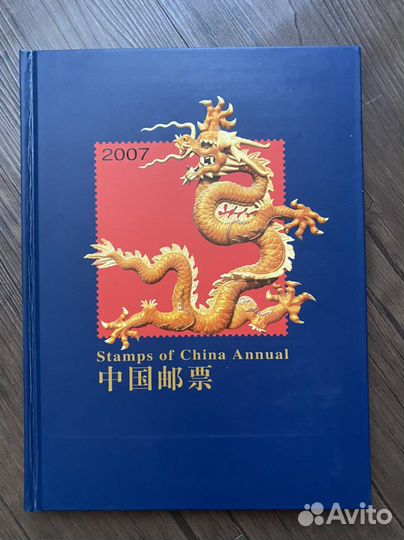 2007
Stamps of China Annual
中国邮票
Avito